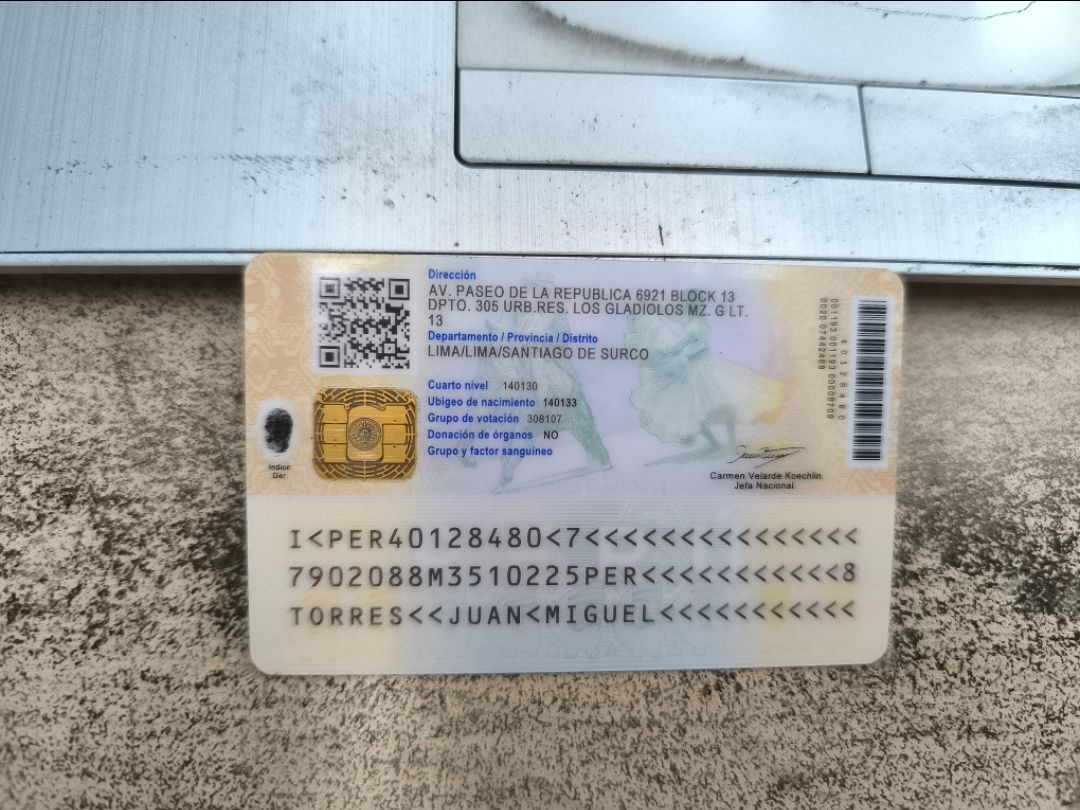 Dirección
AV. PASEO DE LA REPUBLICA 6921 BLOCK 13
DPTO. 305 URB.RES. LOS GLADIOLOS MZ. G LT.
13
Departamento / Provincia / Distrito
LIMA/LIMA/SANTIAGO DE SURCO
Cuarto nivel 140130
Ubigeo de nacimiento 140133
Grupo de votación 308107
Donación de órganos NO
Grupo y factor sanguineo
Indice
Der.
Carmen Velarde Koechlin
Jefa Nacional
40128480
I<PER40128480<7<<<<<<<<<<<<<<<
7902088M3510225PER<<<<<<<<<<<8
TORRES<<JUAN<MIGUEL<<<<<<<<<<<